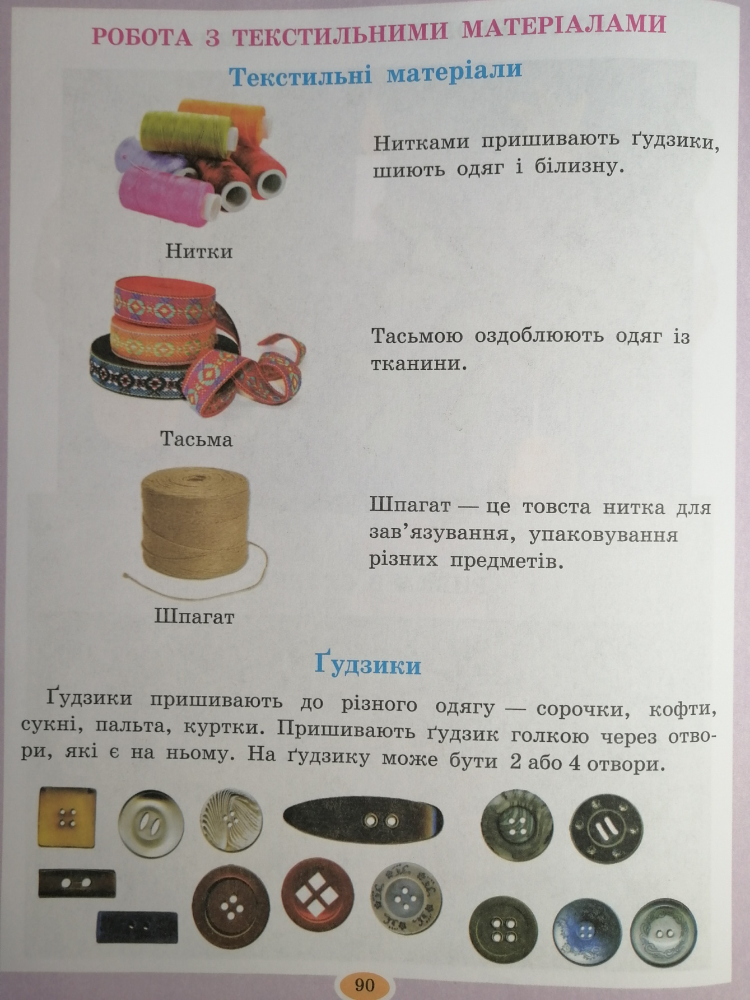 РОБОТА З ТЕКСТИЛЬНИМИ МАТЕРІАЛАМИ
Текстильні матеріали
Нитками пришивають ґудзики,
шиють одяг і білизну.
Нитки
Тасьмою оздоблюють одяг із
тканини.
Тасьма
Шпагат — це товста нитка для
зав’язування, упаковування
різних предметів.
Шпагат
Ґудзики
Ґудзики пришивають до різного одягу — сорочки, кофти,
сукні, пальта, куртки. Пришивають ґудзик голкою через отво-
ри, які є на ньому. На ґудзику може бути 2 або 4 отвори.
90